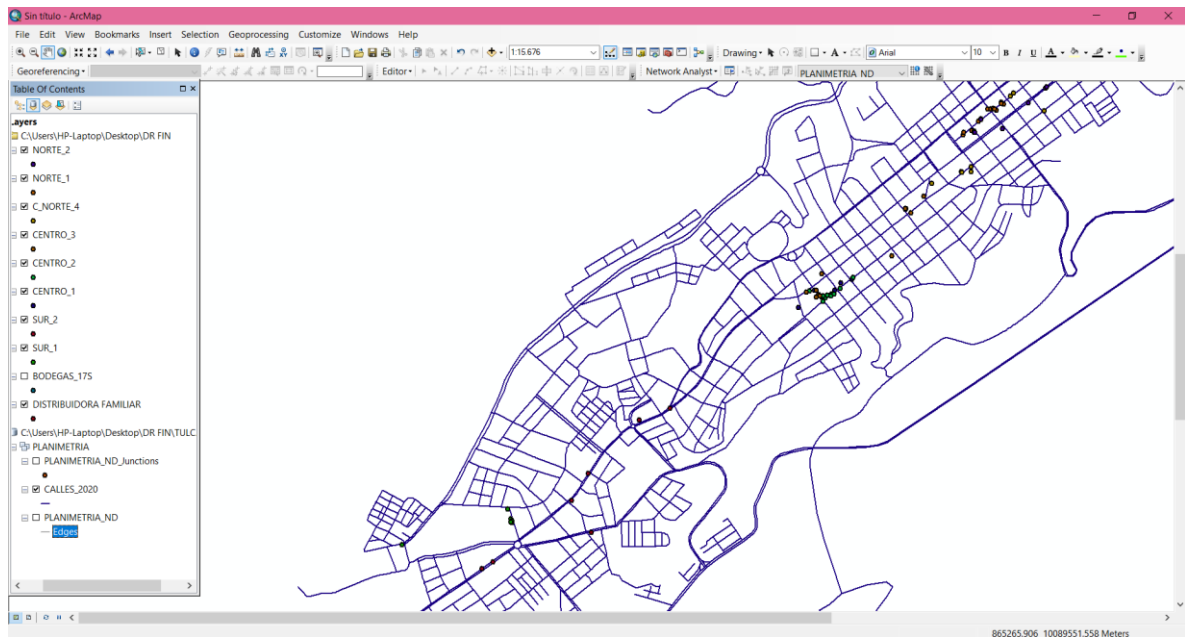 Sin título - ArcMap
File Edit View Bookmarks Insert Selection Geoprocessing Customize Windows Help
1:15.676 Drawing Arial 10 B I U A
Georeferencing Editor Network Analyst PLANIMETRIA_ND
Table Of Contents
Layers
C:\Users\HP-Laptop\Desktop\DR FIN
NORTE_2
NORTE_1
C_NORTE_4
CENTRO_3
CENTRO_2
CENTRO_1
SUR_2
SUR_1
BODEGAS_17S
DISTRIBUIDORA FAMILIAR
C:\Users\HP-Laptop\Desktop\DR FIN\TULC
PLANIMETRIA
PLANIMETRIA_ND_Junctions
CALLES_2020
PLANIMETRIA_ND
Edges
865265.906 10089551.558 Meters